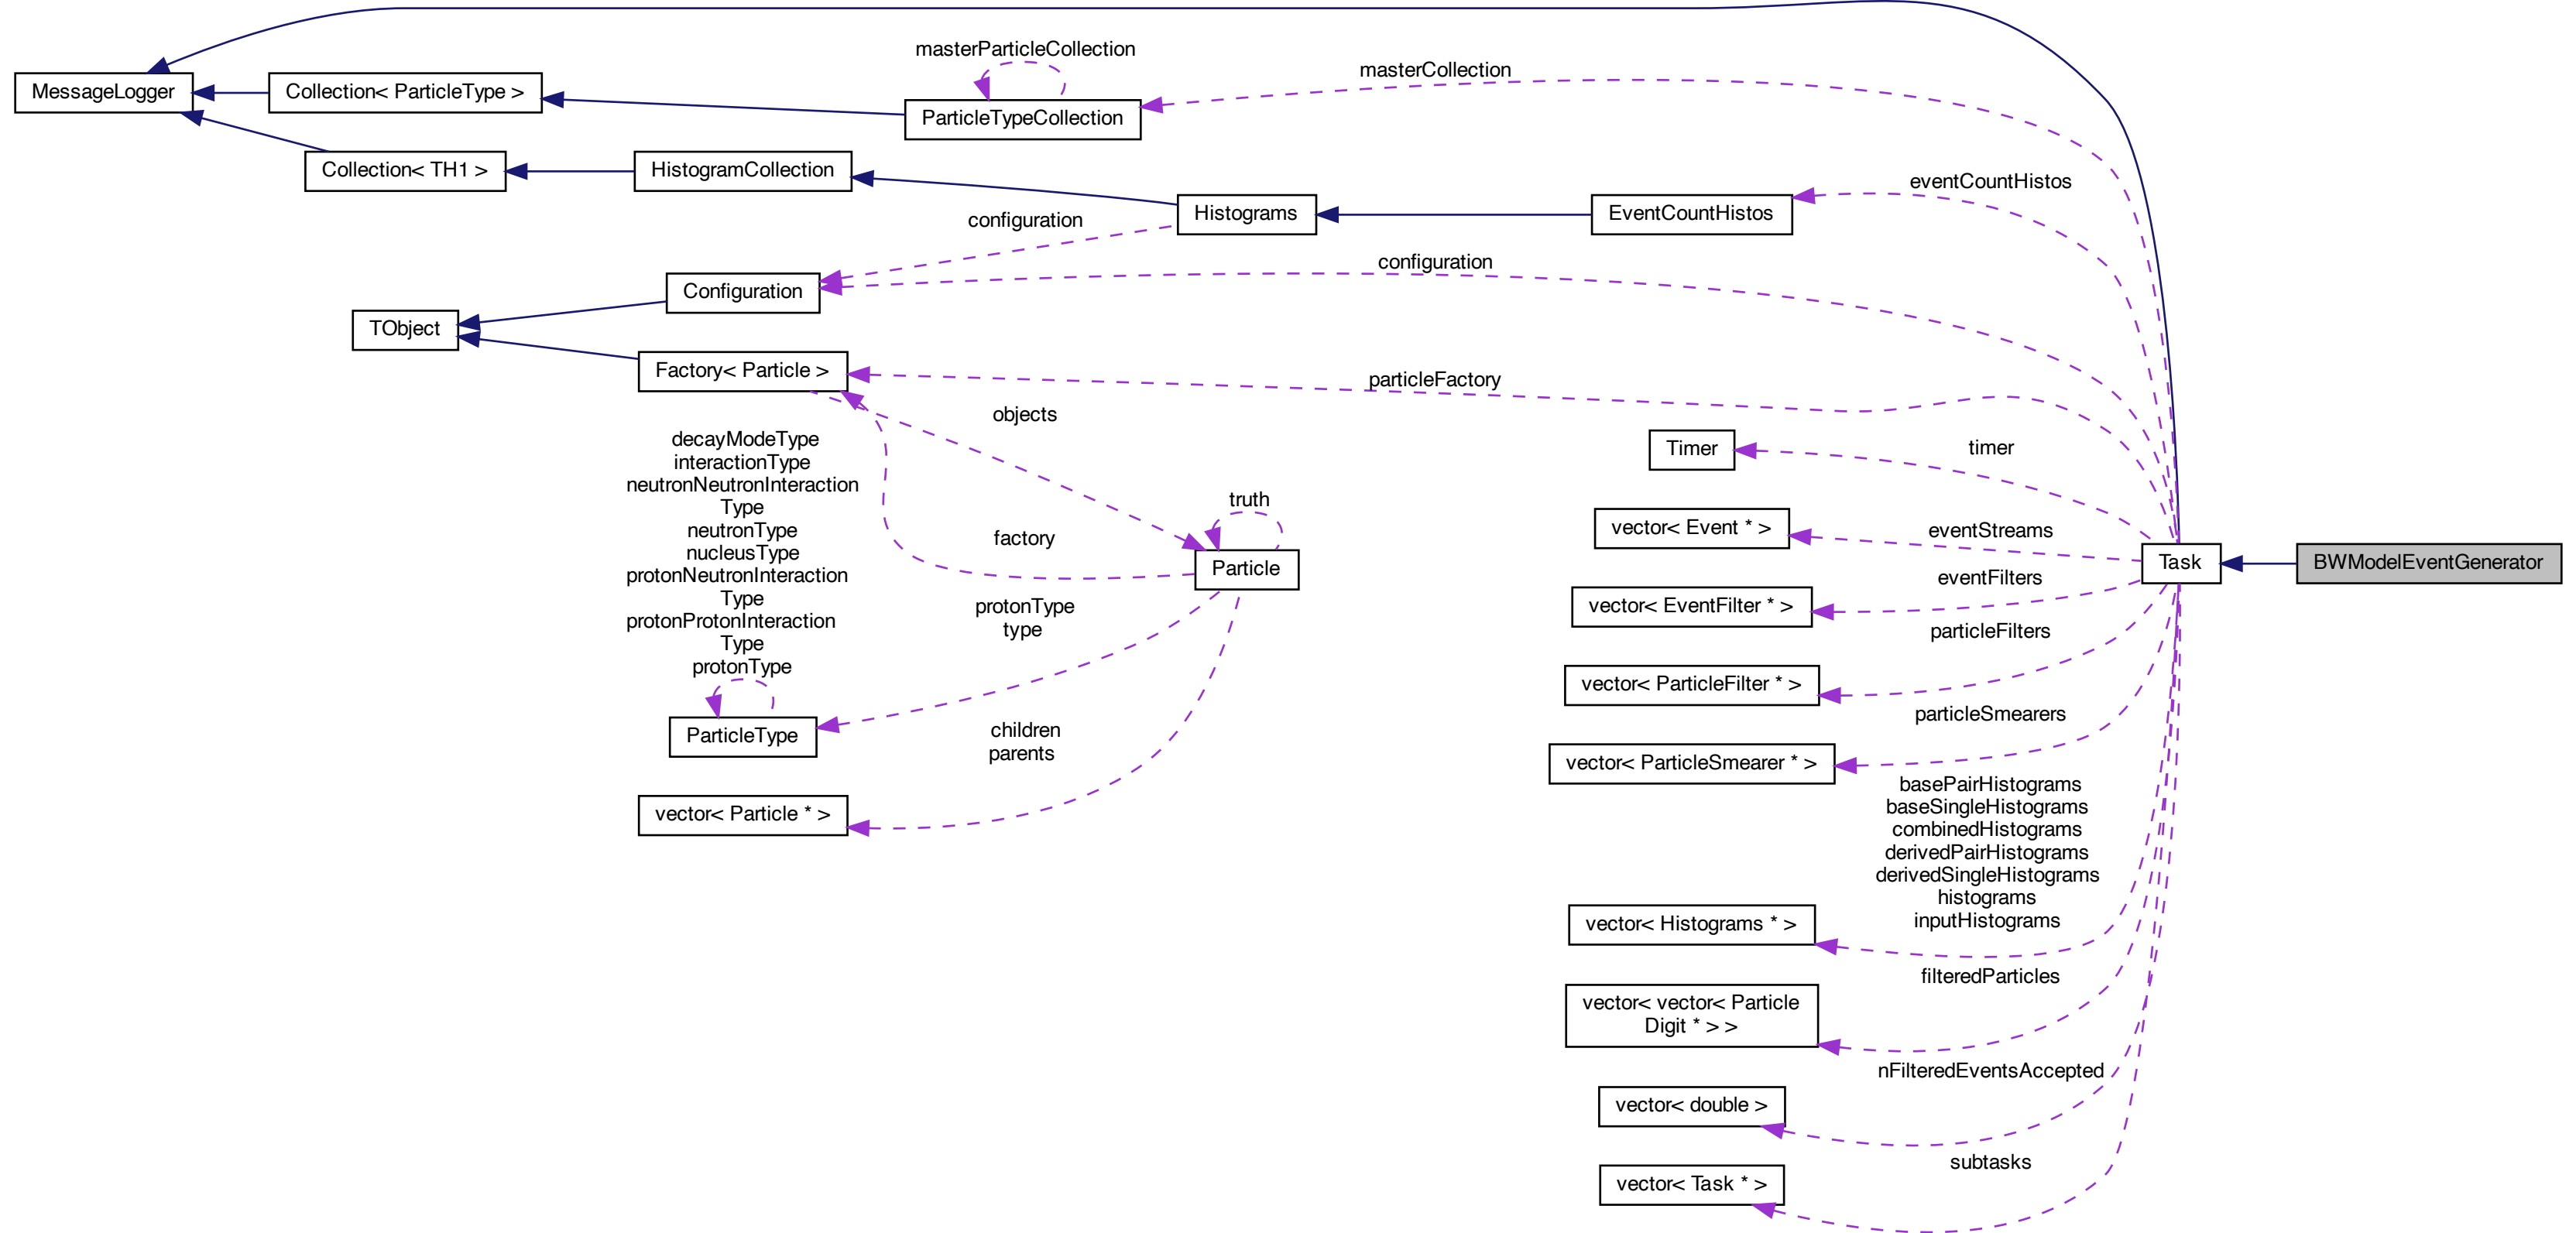 masterParticleCollection
masterCollection
MessageLogger
Collection< ParticleType >
ParticleTypeCollection
Collection< TH1 >
HistogramCollection
eventCountHistos
Histograms
EventCountHistos
configuration
configuration
Configuration
TObject
Factory< Particle >
particleFactory
objects
decayModeType
interactionType
neutronNeutronInteraction
Type
neutronType
nucleusType
protonNeutronInteraction
Type
protonProtonInteraction
Type
protonType
ParticleType
truth
factory
Particle
protonType
type
children
parents
vector< Particle * >
timer
Timer
vector< Event * >
eventStreams
Task
BWModelEventGenerator
eventFilters
vector< EventFilter * >
particleFilters
vector< ParticleFilter * >
particleSmearers
vector< ParticleSmearer * >
basePairHistograms
baseSingleHistograms
combinedHistograms
derivedPairHistograms
derivedSingleHistograms
histograms
inputHistograms
vector< Histograms * >
filteredParticles
vector< vector< Particle
Digit * > >
nFilteredEventsAccepted
vector< double >
subtasks
vector< Task * >